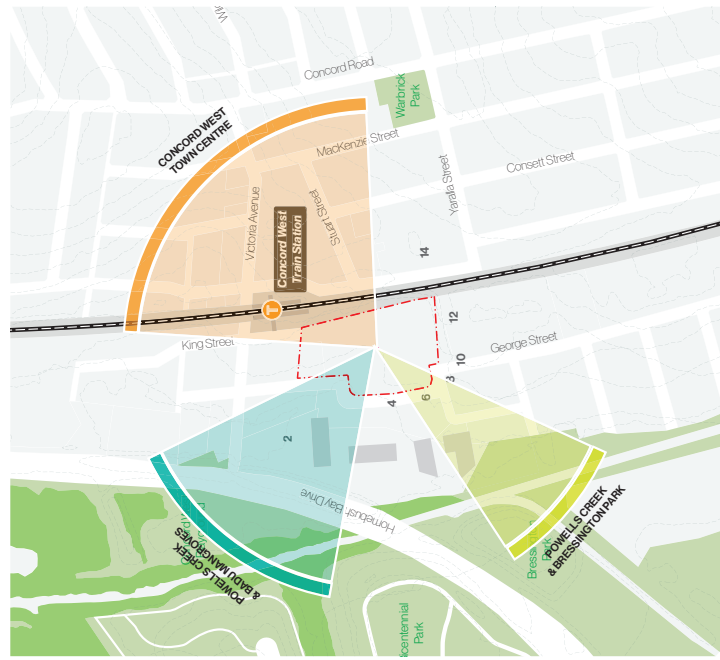 Concord Road
Warbrick
Park
CONCORD WEST
TOWN CENTRE
MacKenzie Street
Consett Street
Yaralla Street
Victoria Avenue
Stuart Street
Concord West
Train Station
T
14
12
King Street
George Street
10
3
6
4
2
Homebush Bay Drive
POWELLS CREEK
& BADU MANGROVES
POWELLS CREEK
& BRESSINGTON PARK
Park
icentennial
Park